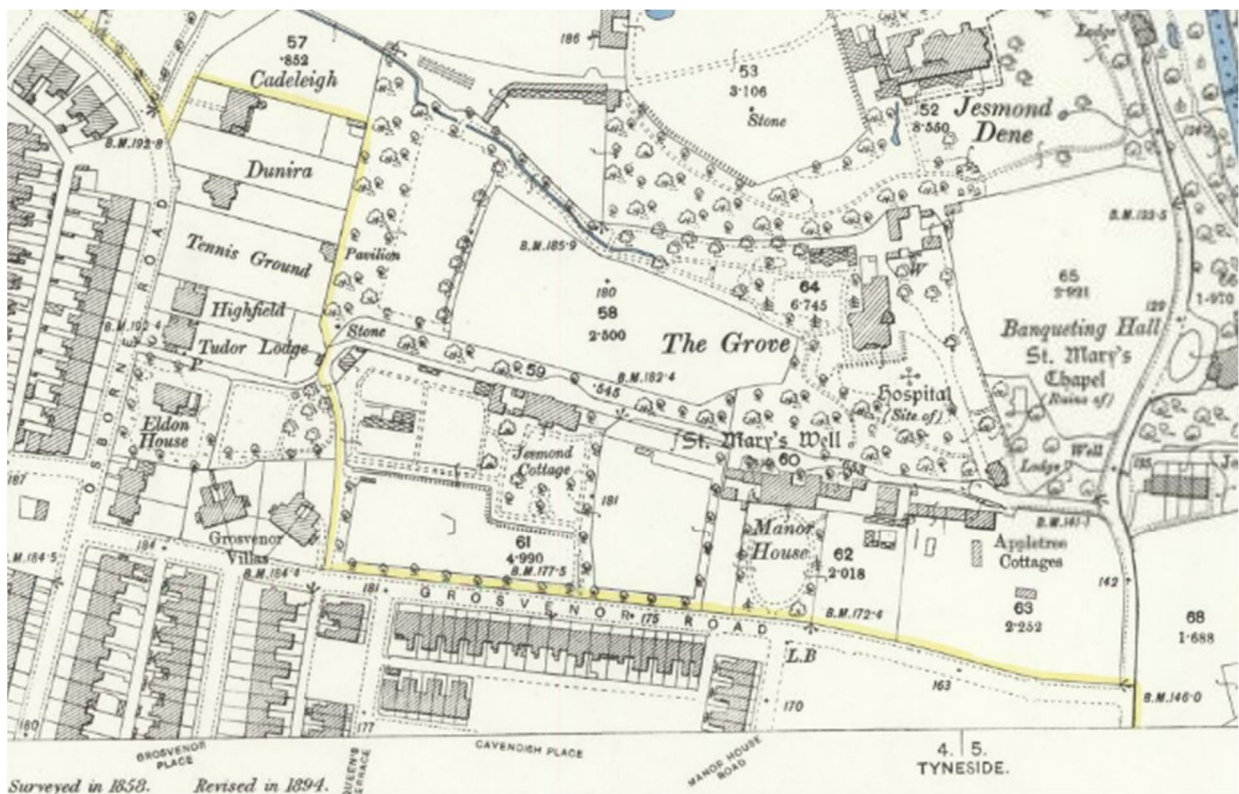 57
·852
Cadeleigh
186
53
3·106
Stone
Lodge
52
8·550
Jesmond
Dene
B.M.192·8
Dunira
OSBORNE ROAD
Tennis Ground
Pavilion
B.M.185·9
B.M.133·5
W
180
58
2·500
64
6·745
65
2·921
122
1·970
The Grove
Banqueting Hall
St. Mary's
Chapel
(Ruins of)
Highfield
B.M.192·4
Tudor Lodge
Stone
P
59
·545
B.M.182·4
Hospital
(Site of)
Eldon
House
St. Mary's Well
60
·653
Well
Lodge
135
Jesmond
Cottage
181
187
Grosvenor
Villas
184
B.M.184·5
B.M.184·4
61
4·990
B.M.177·5
Manor
House
62
2·018
B.M.141·1
Appletree
Cottages
142
63
2·252
68
1·688
181
GROSVENOR ROAD
175
B.M.172·4
L.B
163
170
B.M.146·0
180
177
GROSVENOR
PLACE
QUEEN'S
TERRACE
CAVENDISH PLACE
MANOR HOUSE
ROAD
4. 5.
TYNESIDE.
Surveyed in 1858. Revised in 1894.